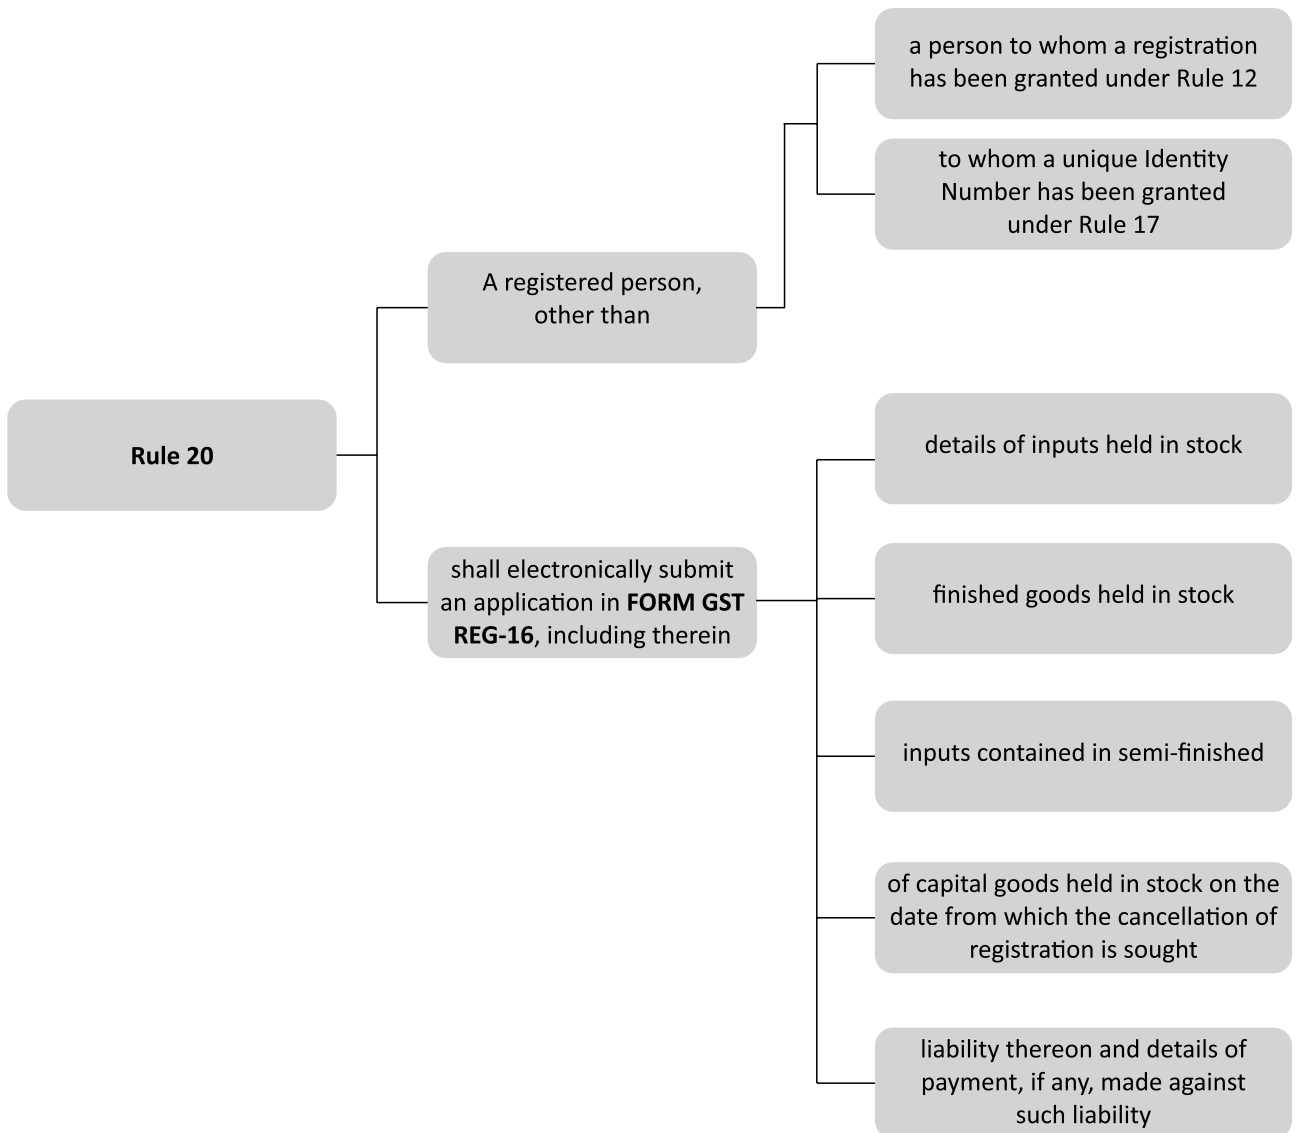 Rule 20
A registered person,
other than
a person to whom a registration
has been granted under Rule 12
to whom a unique Identity
Number has been granted
under Rule 17
shall electronically submit
an application in FORM GST
REG-16, including therein
details of inputs held in stock
finished goods held in stock
inputs contained in semi-finished
of capital goods held in stock on the
date from which the cancellation of
registration is sought
liability thereon and details of
payment, if any, made against
such liability